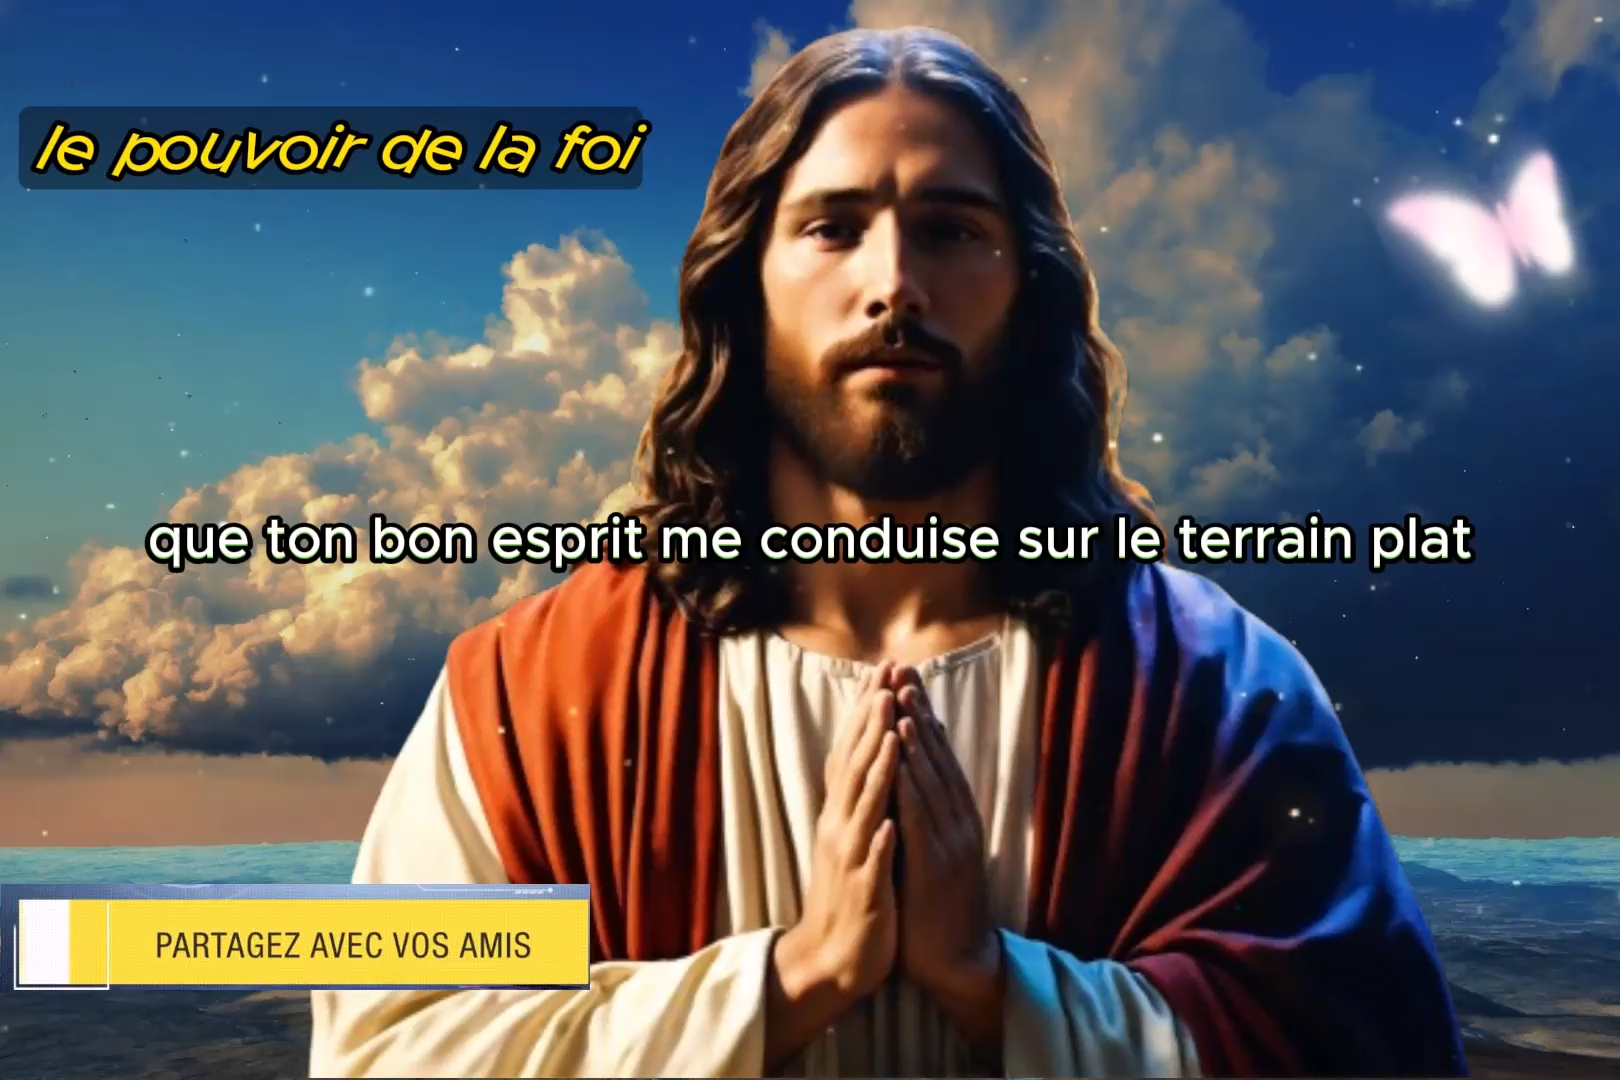 le pouvoir de la foi
que ton bon esprit me conduise sur le terrain plat
PARTAGEZ AVEC VOS AMIS